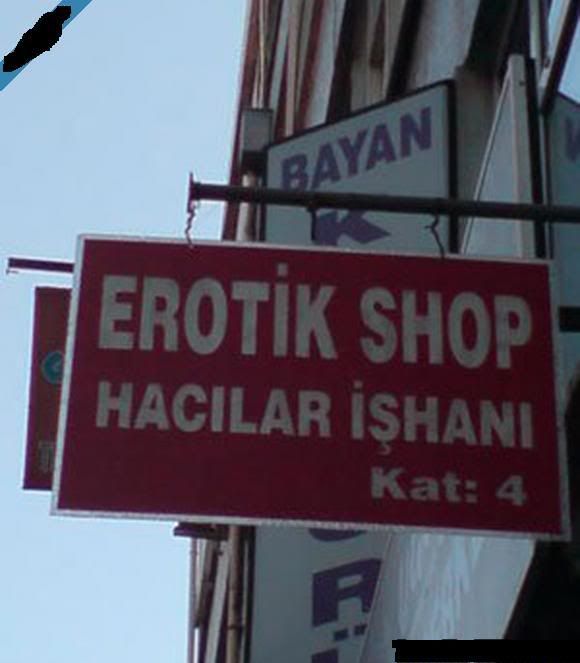 BAYAN
EROTİK SHOP
HACILAR İŞHANI
Kat: 4